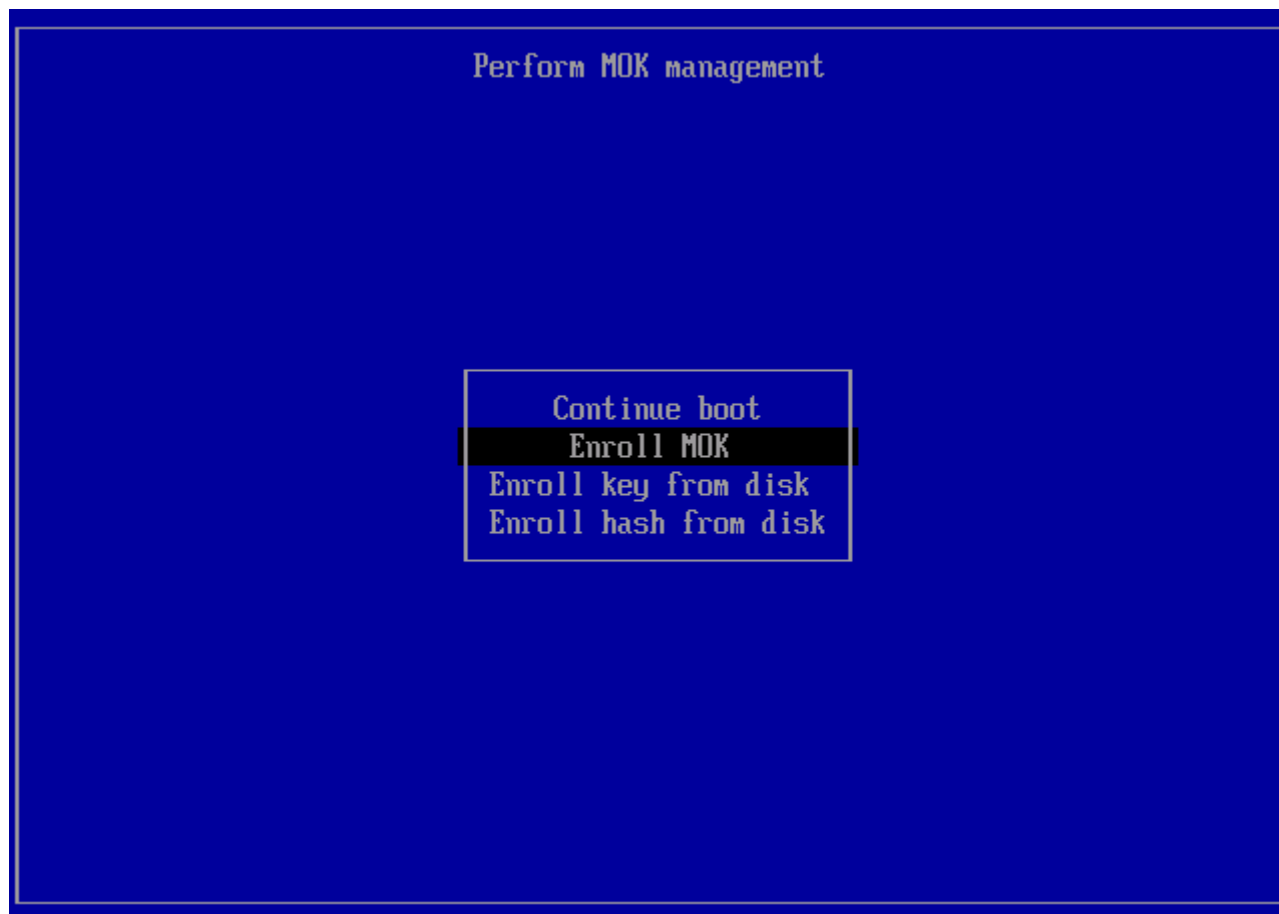 Perform MOK management
Continue boot
Enroll MOK
Enroll key from disk
Enroll hash from disk